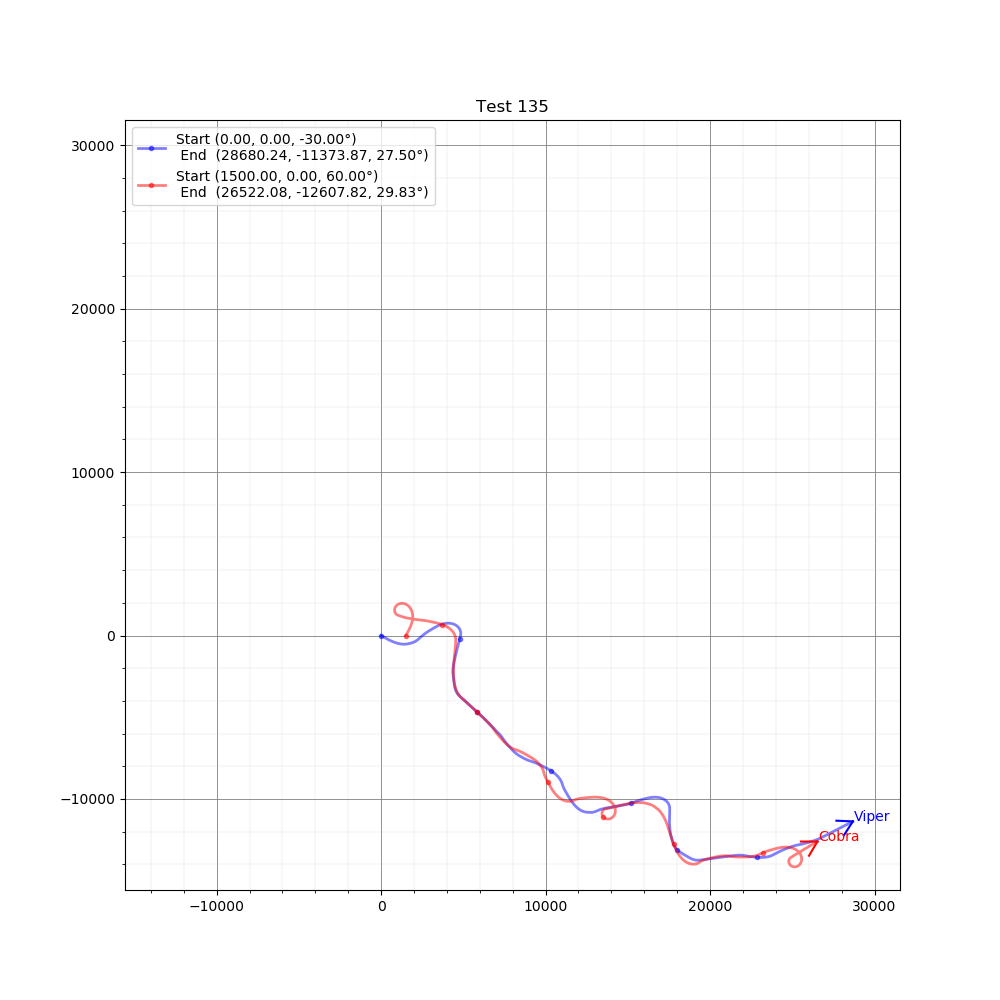 Test 135
Start (0.00, 0.00, -30.00°)
End (28680.24, -11373.87, 27.50°)
Start (1500.00, 0.00, 60.00°)
End (26522.08, -12607.82, 29.83°)
30000
20000
10000
0
−10000
Viper
Cobra
−10000 0 10000 20000 30000